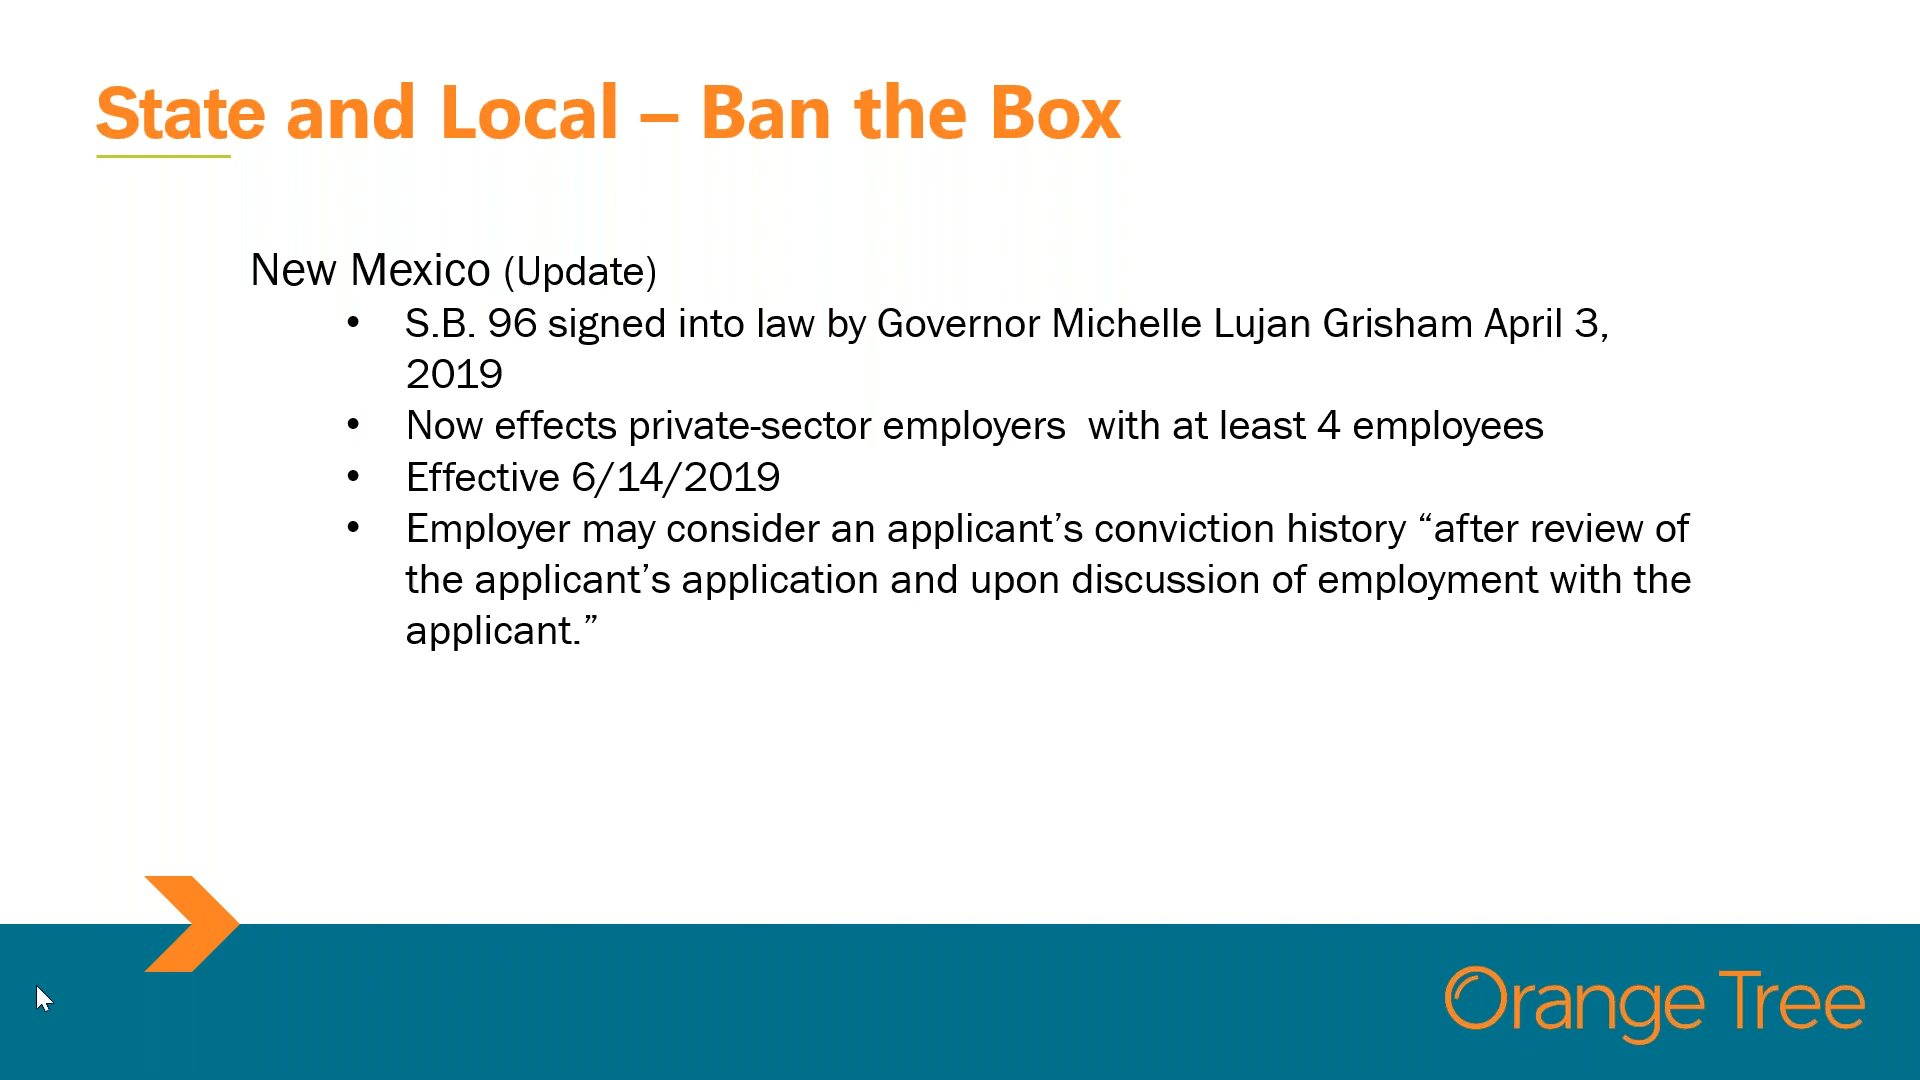 State and Local – Ban the Box
New Mexico (Update)
• S.B. 96 signed into law by Governor Michelle Lujan Grisham April 3,
2019
• Now effects private-sector employers  with at least 4 employees
• Effective 6/14/2019
• Employer may consider an applicant’s conviction history “after review of
the applicant’s application and upon discussion of employment with the
applicant.”
Orange Tree